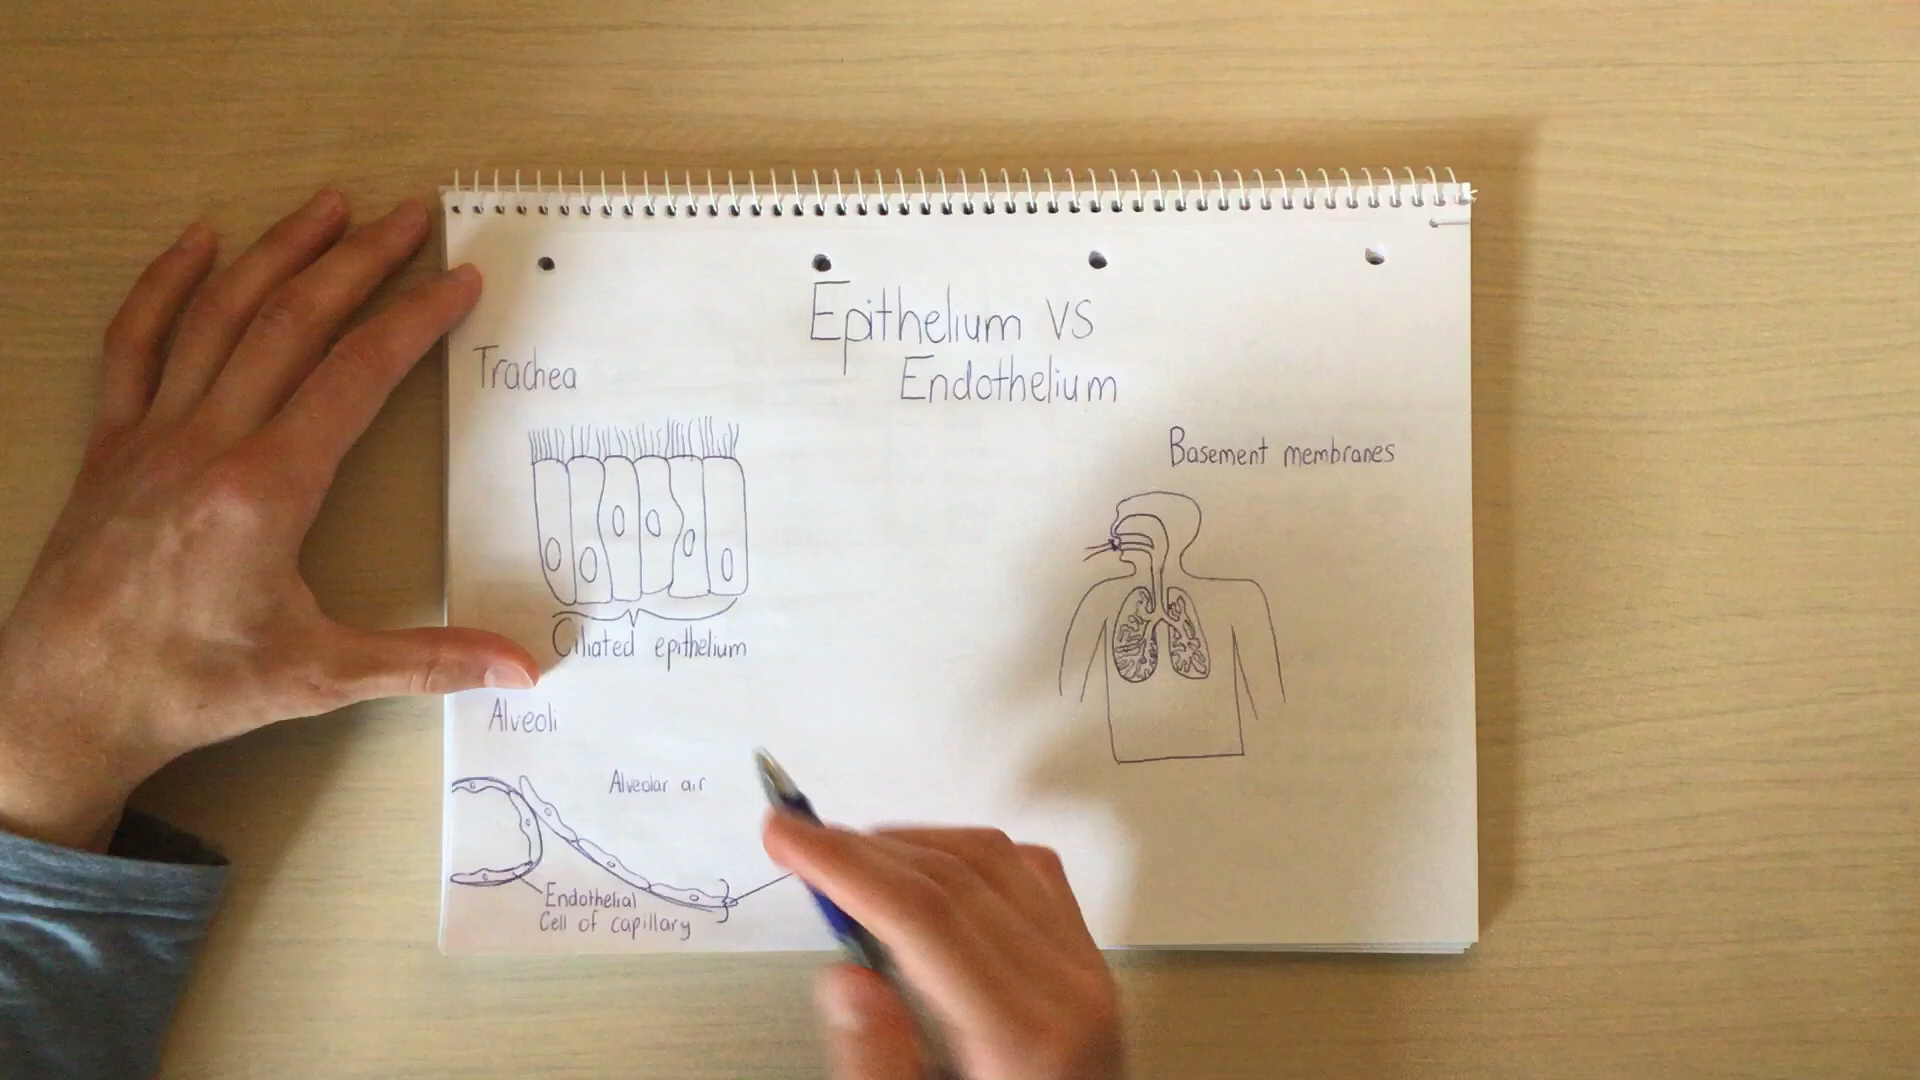 Epithelium VS
Endothelium
Trachea
Ciliated epithelium
Basement membranes
Alveoli
Alveolar air
Endothelial
Cell of capillary